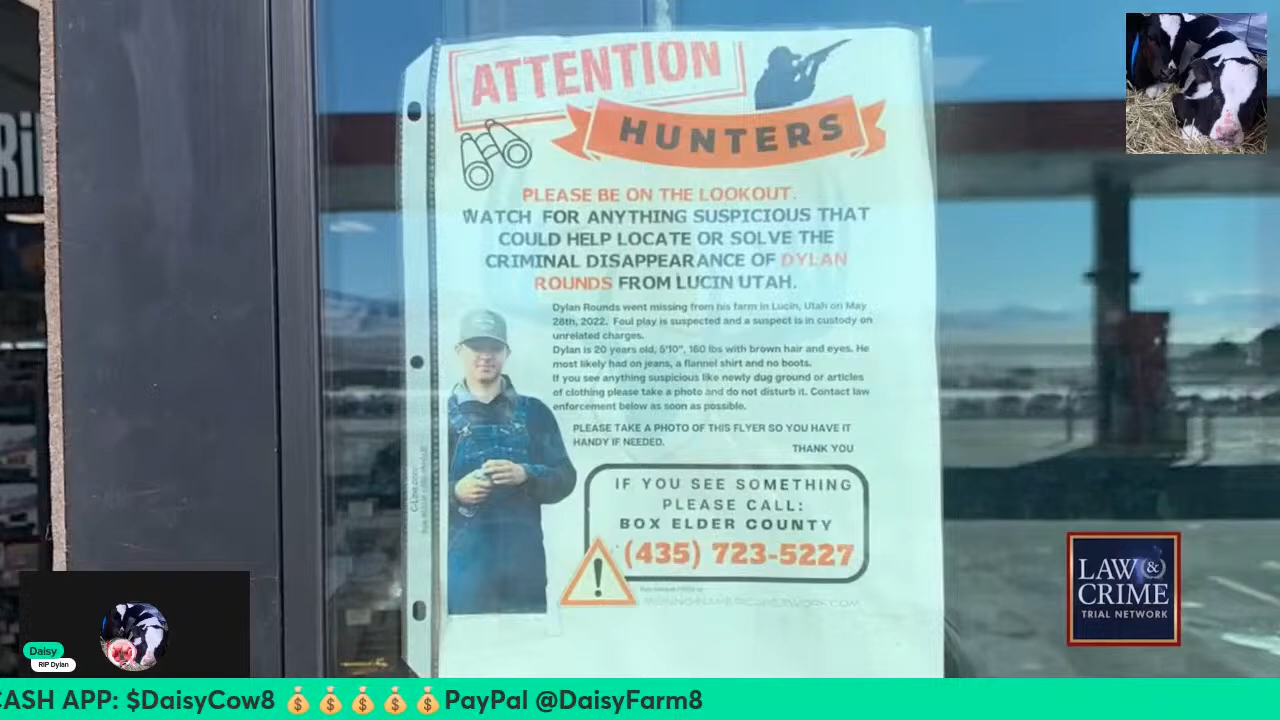 Ri
ATTENTION
HUNTERS
PLEASE BE ON THE LOOKOUT.
WATCH FOR ANYTHING SUSPICIOUS THAT
COULD HELP LOCATE OR SOLVE THE
CRIMINAL DISAPPEARANCE OF DYLAN
ROUNDS FROM LUCIN UTAH.
Dylan Rounds went missing from his farm in Lucin, Utah on May
28th, 2022. Foul play is suspected and a suspect is in custody on
unrelated charges.
Dylan is 20 years old, 5'10", 160 lbs with brown hair and eyes. He
most likely had on jeans, a flannel shirt and no boots.
If you see anything suspicious like newly dug ground or articles
of clothing please take a photo and do not disturb it. Contact law
enforcement below as soon as possible.
PLEASE TAKE A PHOTO OF THIS FLYER SO YOU HAVE IT
HANDY IF NEEDED.
THANK YOU
IF YOU SEE SOMETHING
PLEASE CALL:
BOX ELDER COUNTY
(435) 723-5227
LAW &
CRIME
TRIAL NETWORK
Daisy
RIP Dylan
CASH APP: $DaisyCow8 💰💰💰💰💰PayPal @DaisyFarm8